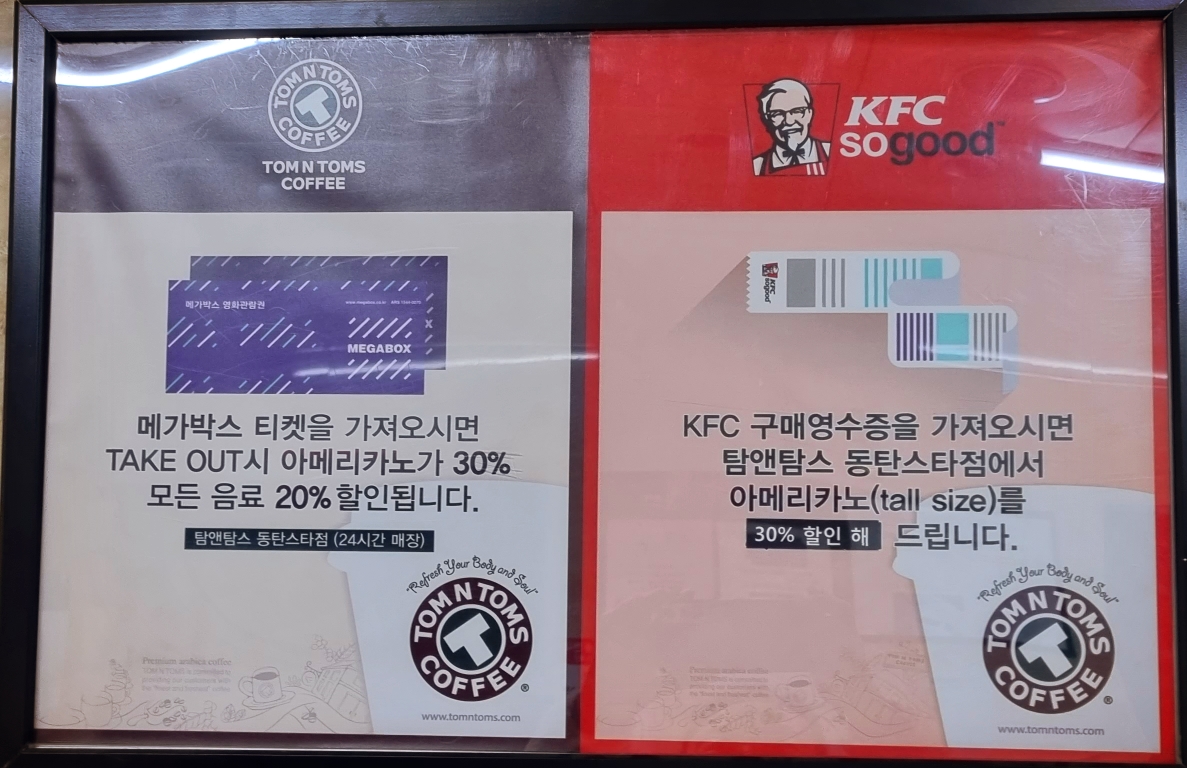 TOM N TOMS
COFFEE
TOM N TOMS
COFFEE
메가박스 영화관람권
MEGABOX
메가박스 티켓을 가져오시면
TAKE OUT시 아메리카노가 30%
모든 음료 20% 할인됩니다.
탐앤탐스 동탄스타점 (24시간 매장)
"Refresh Your Body and Soul"
TOM N TOMS
COFFEE
®
www.tomntoms.com
Premium arabica coffee
KFC
sogood™
KFC
sogood
KFC 구매영수증을 가져오시면
탐앤탐스 동탄스타점에서
아메리카노(tall size)를
30% 할인 해 드립니다.
"Refresh Your Body and Soul"
TOM N TOMS
COFFEE
®
www.tomntoms.com
Premium arabica coffee